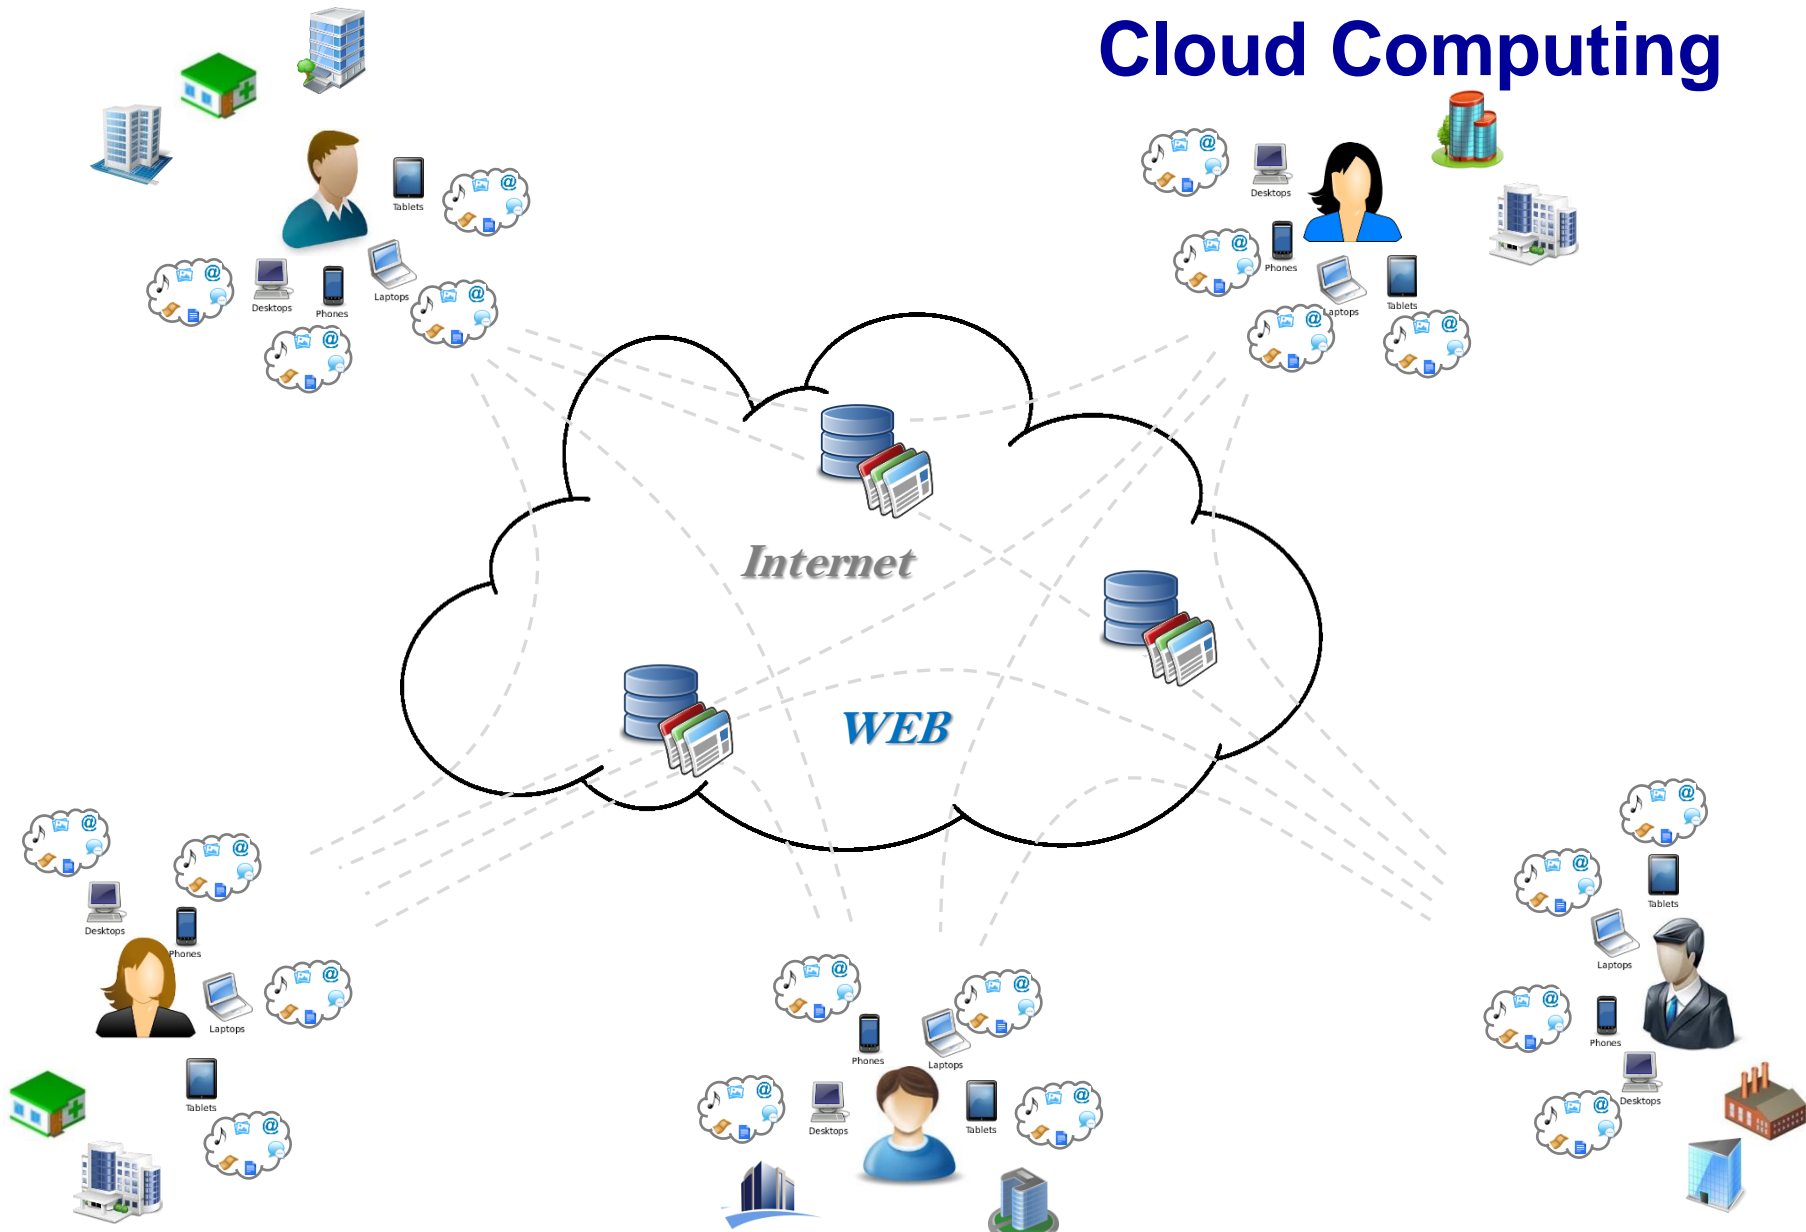 Cloud Computing
Tablets
Desktops
Phones
Laptops
Desktops
Phones
Laptops
Tablets
Internet
WEB
Desktops
Phones
Laptops
Tablets
Phones
Laptops
Desktops
Tablets
Tablets
Laptops
Phones
Desktops